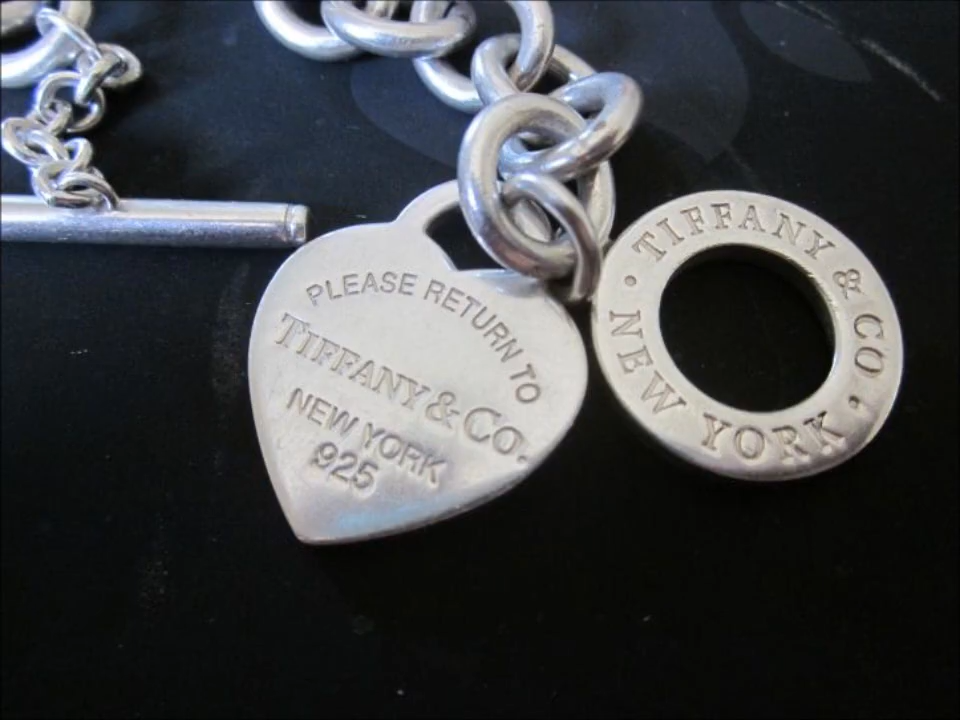 PLEASE RETURN TO
TIFFANY & CO.
NEW YORK
925
TIFFANY & CO
• NEW YORK •